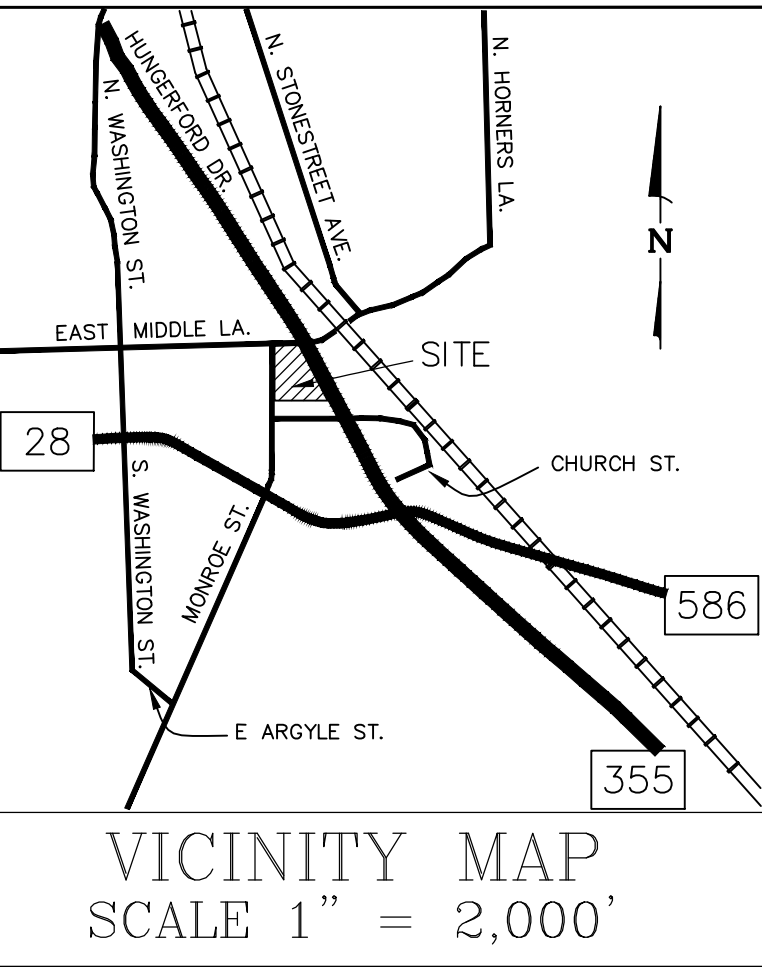 HUNGERFORD DR.
N. STONESTREET AVE.
N. HORNERS LA.
N. WASHINGTON ST.
N
EAST MIDDLE LA.
SITE
28
CHURCH ST.
S. WASHINGTON ST.
MONROE ST.
586
E ARGYLE ST.
355
VICINITY MAP
SCALE 1" = 2,000'